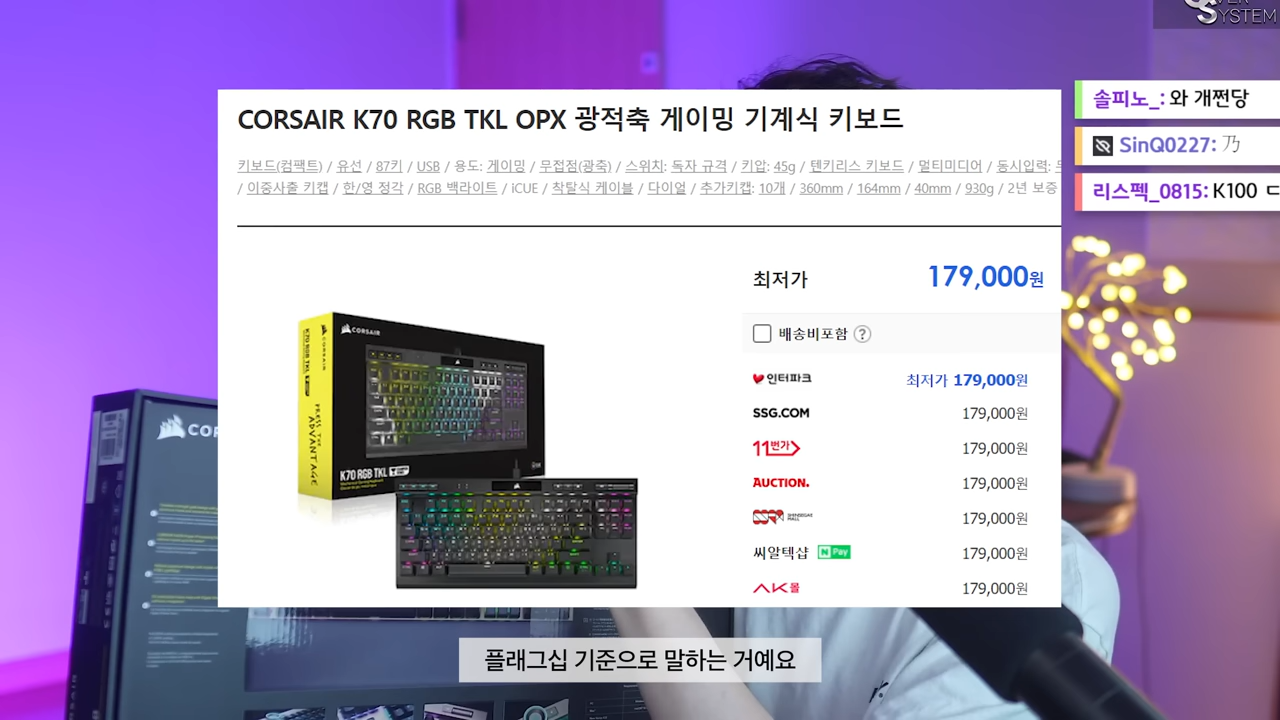 SYSTEM
CORSAIR K70 RGB TKL OPX 광적축 게이밍 기계식 키보드
키보드(컴팩트) / 유선 / 87키 / USB / 용도: 게이밍 / 무접점(광축) / 스위치: 독자 규격 / 키압: 45g / 텐키리스 키보드 / 멀티미디어 / 동시입력:
/ 이중사출 키캡 / 한/영 정각 / RGB 백라이트 / iCUE / 착탈식 케이블 / 다이얼 / 추가키캡: 10개 / 360mm / 164mm / 40mm / 930g / 2년 보증
솔피노_: 와 개쩐당
SinQ0227: 乃
리스펙_0815: K100 ㄷ
최저가 179,000원
배송비포함 ?
인터파크 최저가 179,000원
SSG.COM 179,000원
11번가 179,000원
AUCTION. 179,000원
SHINSEGAE MALL 179,000원
씨알텍샵 N Pay 179,000원
AK몰 179,000원
CORSAIR
K70 RGB TKL
ADVANTAGE
플래그십 기준으로 말하는 거예요